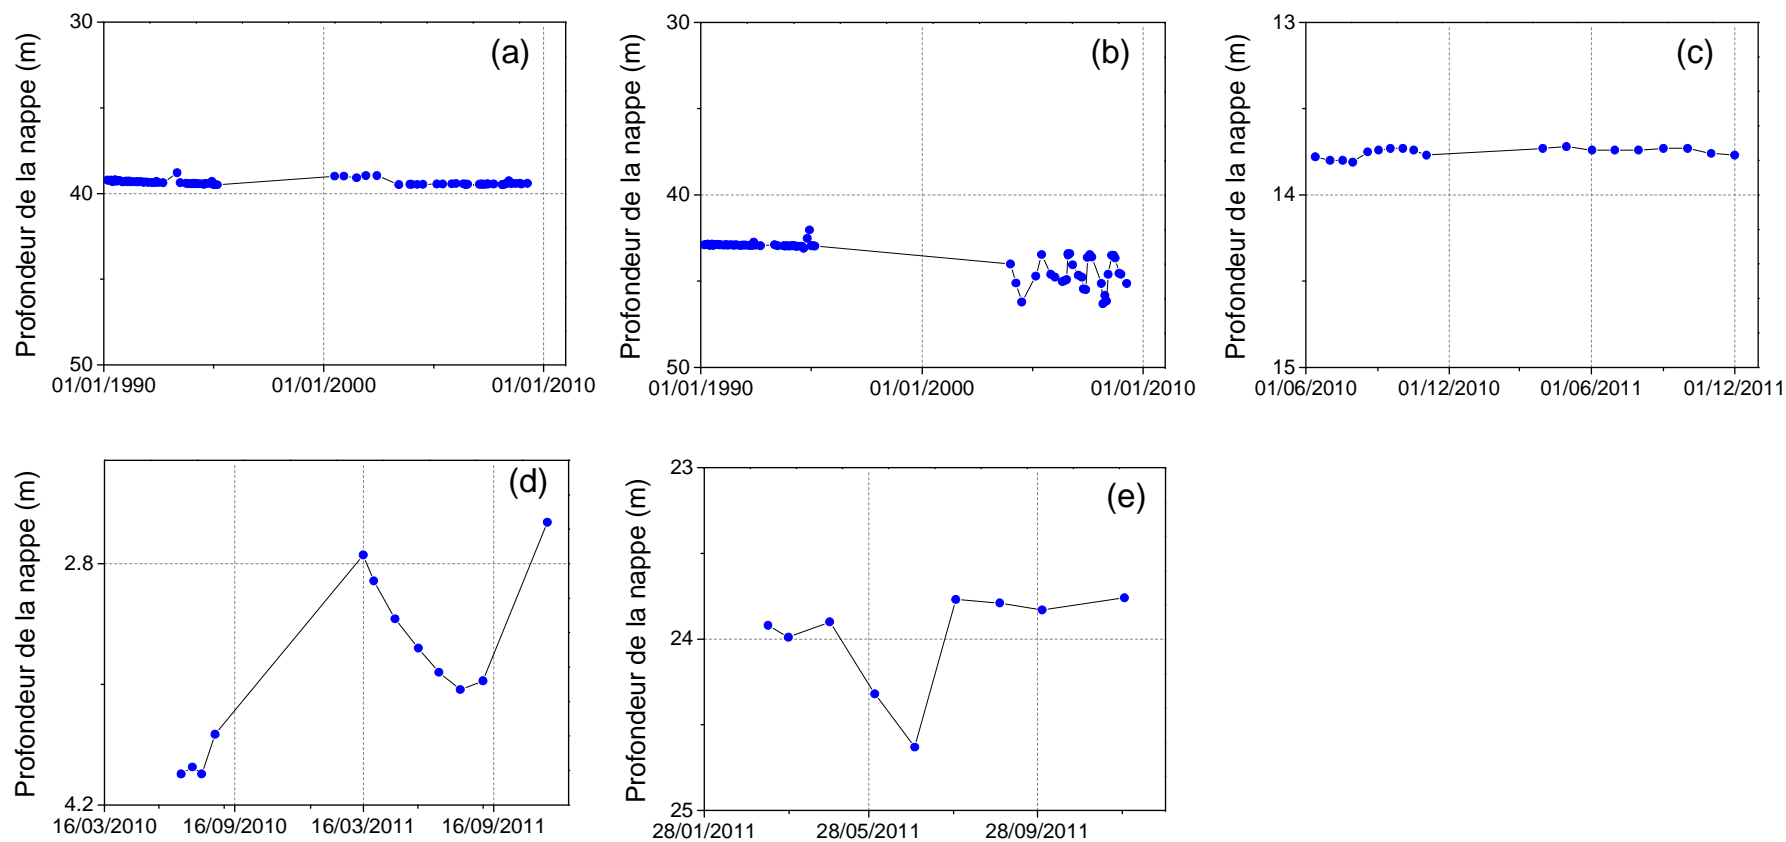 Profondeur de la nappe (m)
(a)
30
40
50
01/01/1990 01/01/2000 01/01/2010
Profondeur de la nappe (m)
(b)
30
40
50
01/01/1990 01/01/2000 01/01/2010
Profondeur de la nappe (m)
(c)
13
14
15
01/06/2010 01/12/2010 01/06/2011 01/12/2011
Profondeur de la nappe (m)
(d)
2.8
4.2
16/03/2010 16/09/2010 16/03/2011 16/09/2011
Profondeur de la nappe (m)
(e)
23
24
25
28/01/2011 28/05/2011 28/09/2011